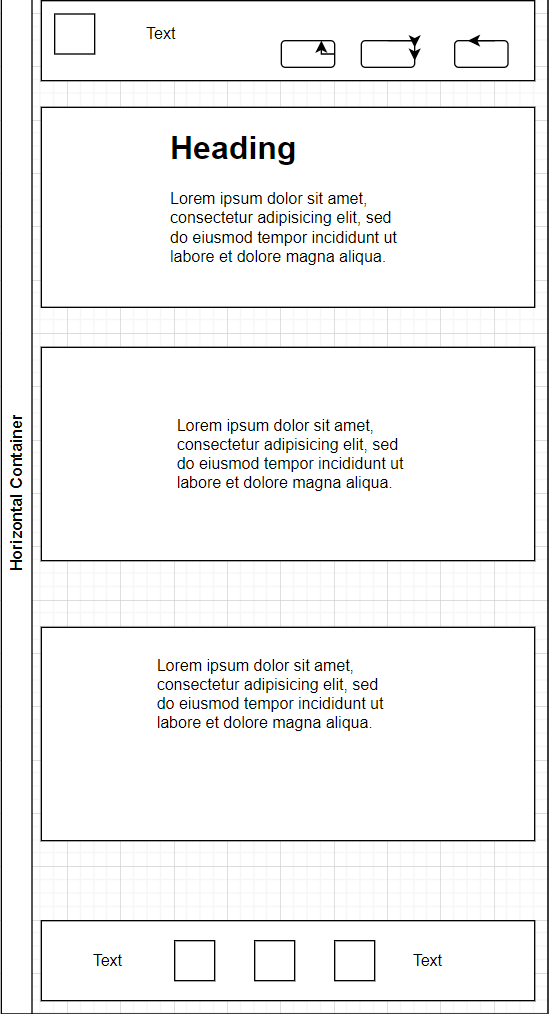 Text
Heading
Lorem ipsum dolor sit amet,
consectetur adipisicing elit, sed
do eiusmod tempor incididunt ut
labore et dolore magna aliqua.
Horizontal Container
Lorem ipsum dolor sit amet,
consectetur adipisicing elit, sed
do eiusmod tempor incididunt ut
labore et dolore magna aliqua.
Lorem ipsum dolor sit amet,
consectetur adipisicing elit, sed
do eiusmod tempor incididunt ut
labore et dolore magna aliqua.
Text
Text